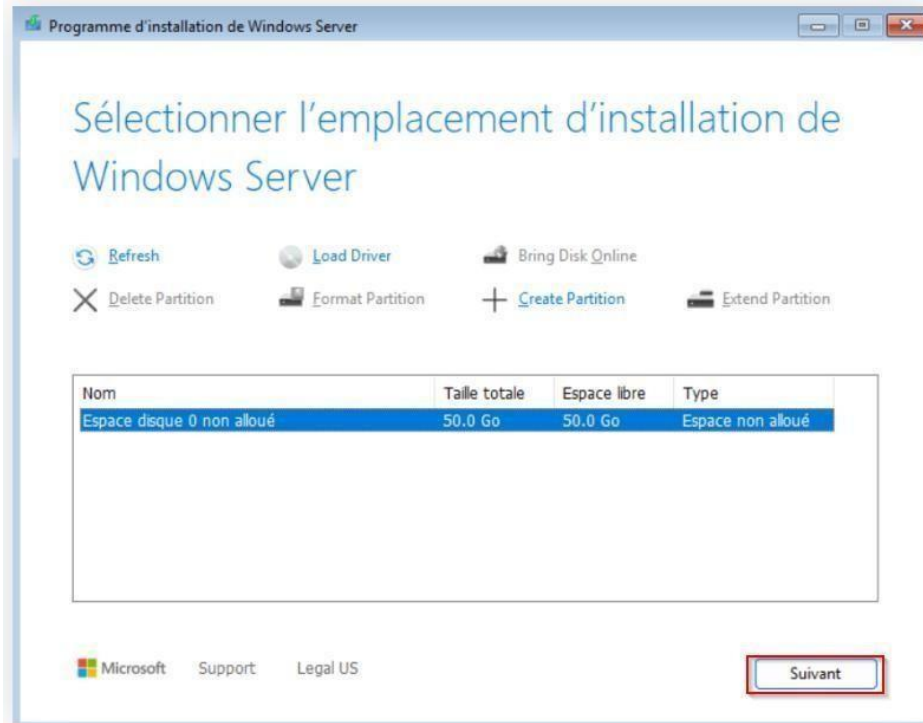 Programme d'installation de Windows Server
Sélectionner l'emplacement d'installation de
Windows Server
Refresh Load Driver Bring Disk Online
Delete Partition Format Partition Create Partition Extend Partition
Nom Taille totale Espace libre Type
Espace disque 0 non alloué 50.0 Go 50.0 Go Espace non alloué
Microsoft Support Legal US
Suivant